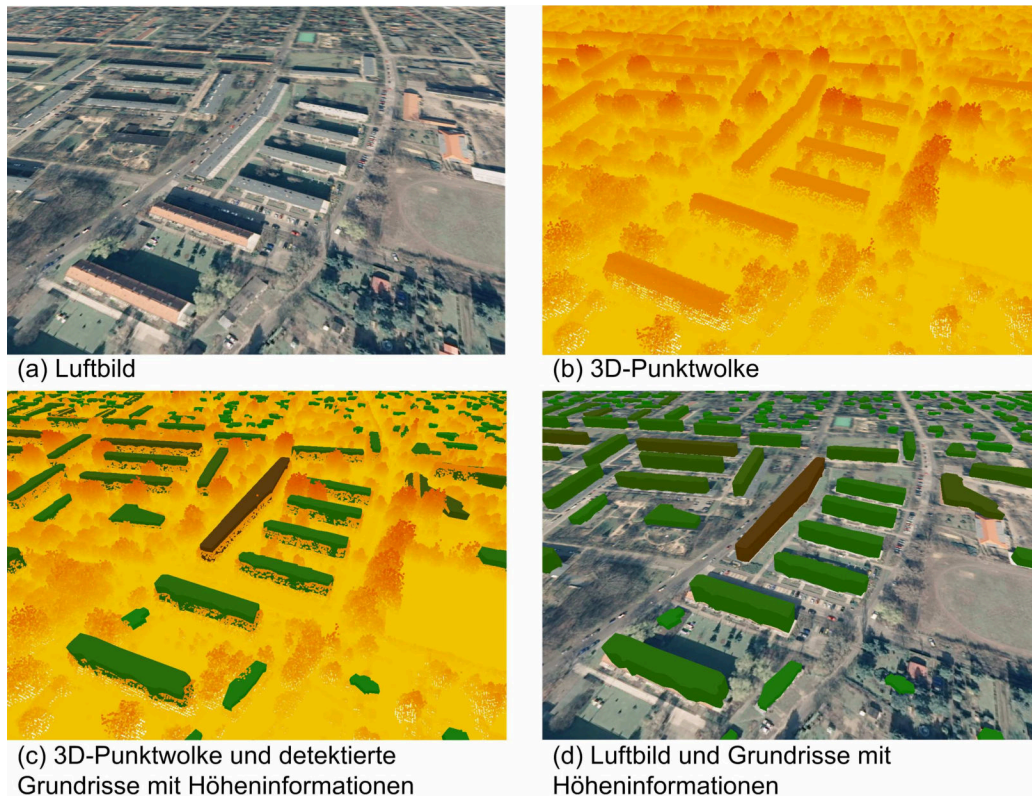 (a) Luftbild
(b) 3D-Punktwolke
(c) 3D-Punktwolke und detektierte
Grundrisse mit Höheninformationen
(d) Luftbild und Grundrisse mit
Höheninformationen